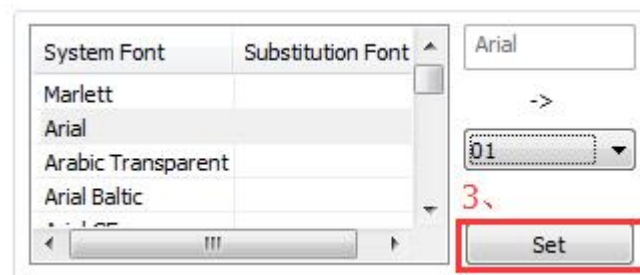 System Font Substitution Font
Marlett
Arial
Arabic Transparent
Arial Baltic
Arial
->
01
3、
Set